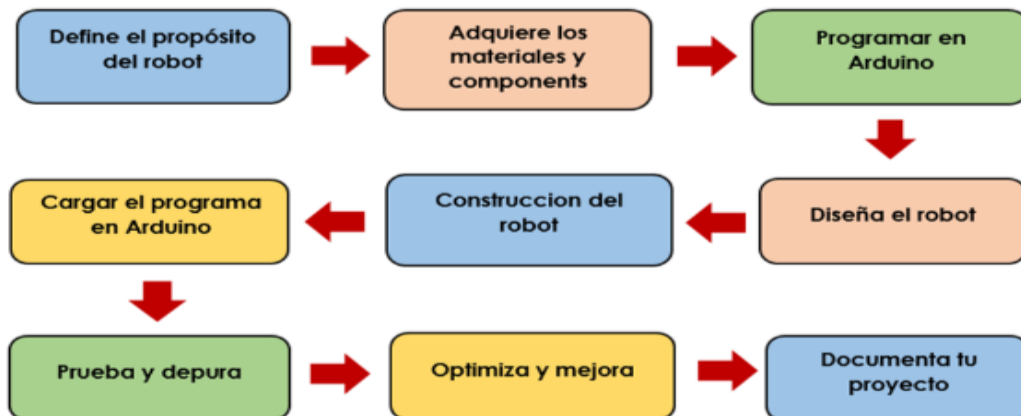 Define el propósito
del robot
Adquiere los
materiales y
components
Programar en
Arduino
Diseña el robot
Construccion del
robot
Cargar el programa
en Arduino
Prueba y depura
Optimiza y mejora
Documenta tu
proyecto